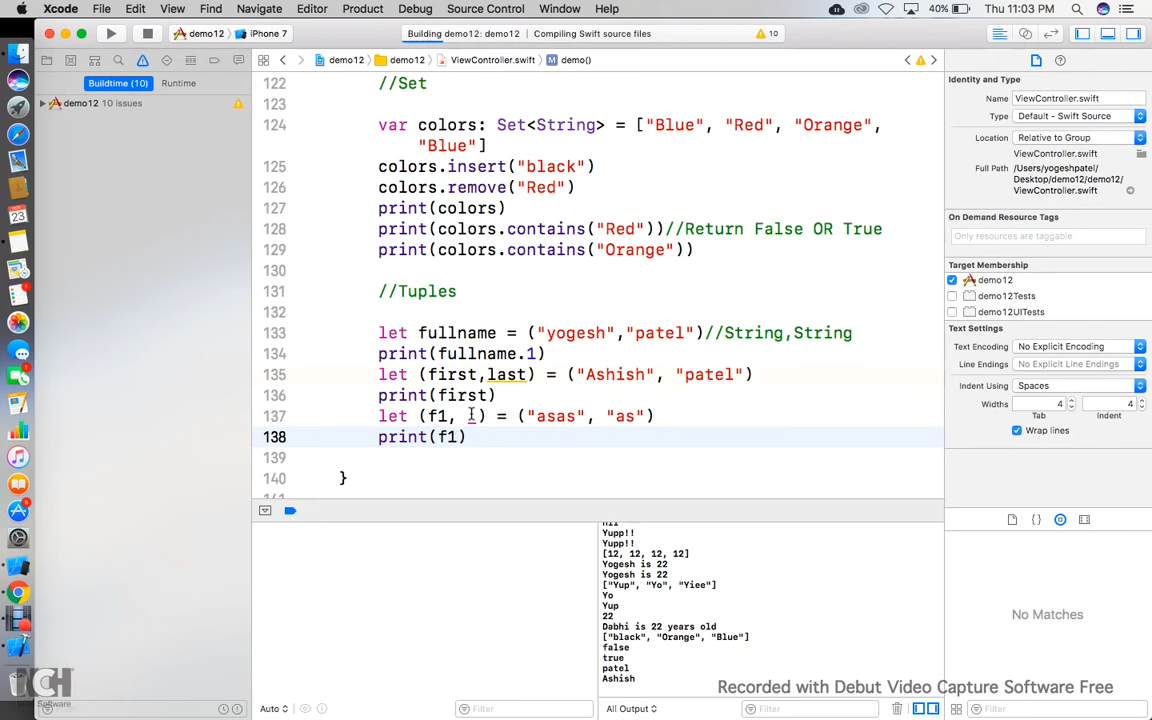 Xcode File Edit View Find Navigate Editor Product Debug Source Control Window Help 40% Thu 11:03 PM
demo12 iPhone 7 Building demo12: demo12 Compiling Swift source files 10
demo12 demo12 ViewController.swift M demo()
Buildtime (10) Runtime
demo12 10 issues
122 //Set
123
124 var colors: Set<String> = ["Blue", "Red", "Orange",
"Blue"]
125 colors.insert("black")
126 colors.remove("Red")
127 print(colors)
128 print(colors.contains("Red"))//Return False OR True
129 print(colors.contains("Orange"))
130
131 //Tuples
132
133 let fullname = ("yogesh","patel")//String,String
134 print(fullname.1)
135 let (first,last) = ("Ashish", "patel")
136 print(first)
137 let (f1, _) = ("asas", "as")
138 print(f1)
139
140 }
Identity and Type
Name ViewController.swift
Type Default - Swift Source
Location Relative to Group
ViewController.swift
Full Path /Users/yogeshpatel/
Desktop/demo12/demo12/
ViewController.swift
On Demand Resource Tags
Only resources are taggable
Target Membership
demo12
demo12Tests
demo12UITests
Text Settings
Text Encoding No Explicit Encoding
Line Endings No Explicit Line Endings
Indent Using Spaces
Widths 4 4
Tab Indent
Wrap lines
Yupp!!
Yupp!!
[12, 12, 12, 12]
Yogesh is 22
Yogesh is 22
["Yup", "Yo", "Yiee"]
Yo
Yup
22
Dabhi is 22 years old
["black", "Orange", "Blue"]
false
true
patel
Ashish
No Matches
Auto Filter All Output Filter Filter
NCH Software
Recorded with Debut Video Capture Software Free